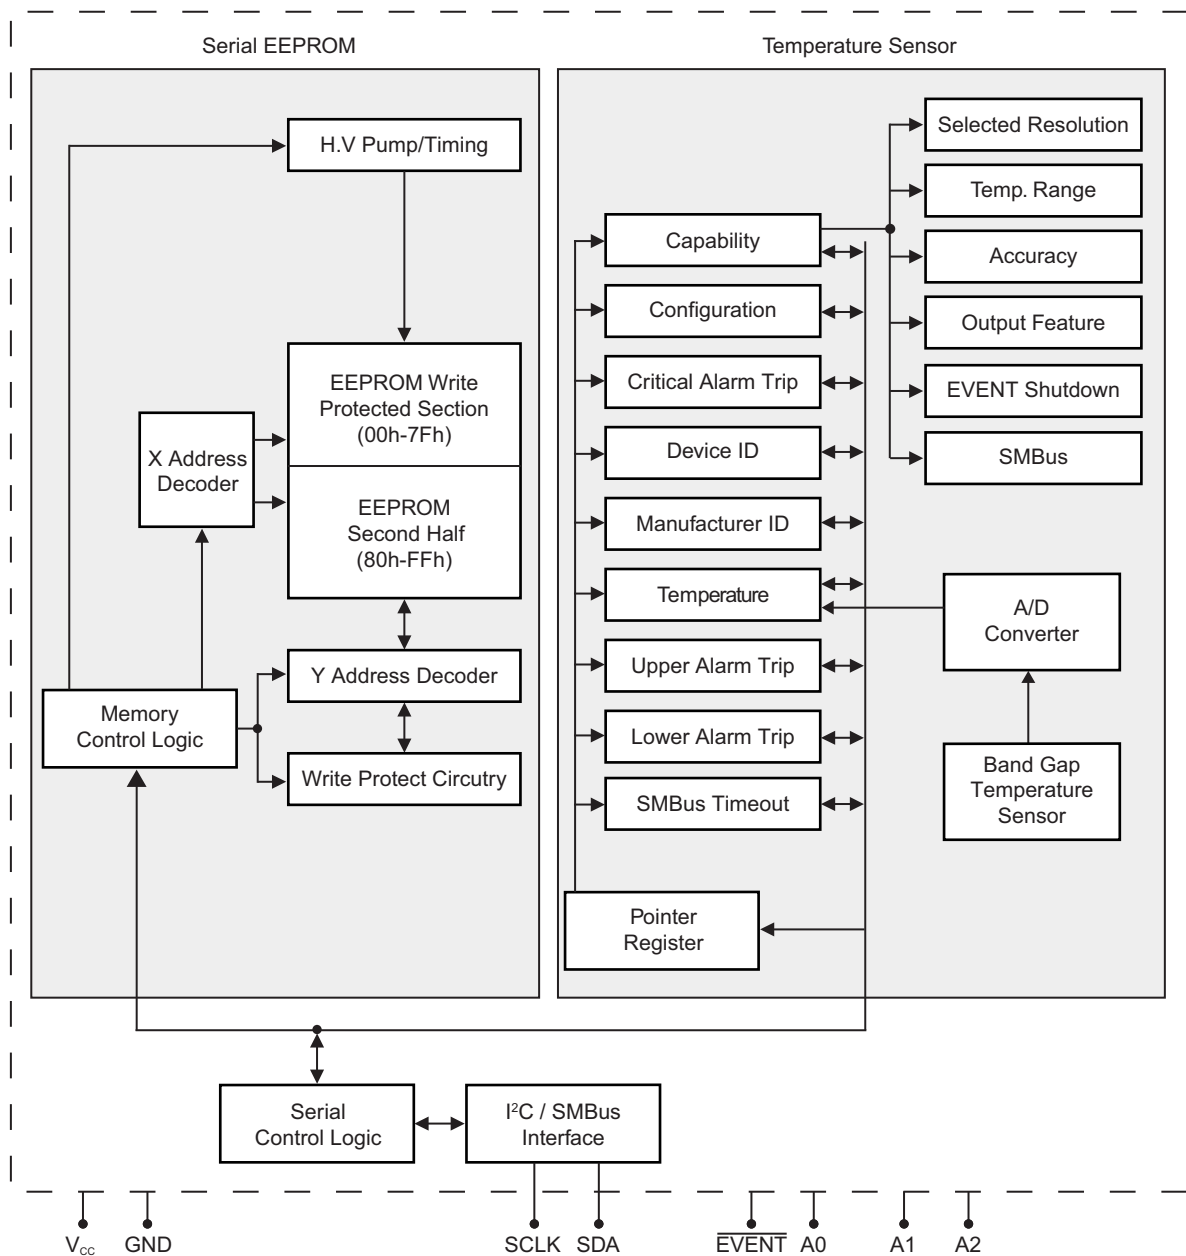 Serial EEPROM
Temperature Sensor
H.V Pump/Timing
EEPROM Write
Protected Section
(00h-7Fh)
X Address
Decoder
EEPROM
Second Half
(80h-FFh)
Y Address Decoder
Memory
Control Logic
Write Protect Circutry
Capability
Configuration
Critical Alarm Trip
Device ID
Manufacturer ID
Temperature
Upper Alarm Trip
Lower Alarm Trip
SMBus Timeout
Pointer
Register
Selected Resolution
Temp. Range
Accuracy
Output Feature
EVENT Shutdown
SMBus
A/D
Converter
Band Gap
Temperature
Sensor
Serial
Control Logic
I²C / SMBus
Interface
Vcc GND SCLK SDA EVENT A0 A1 A2